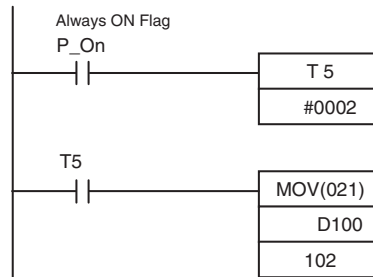 Always ON Flag
P_On
T 5
#0002
T5
MOV(021)
D100
102